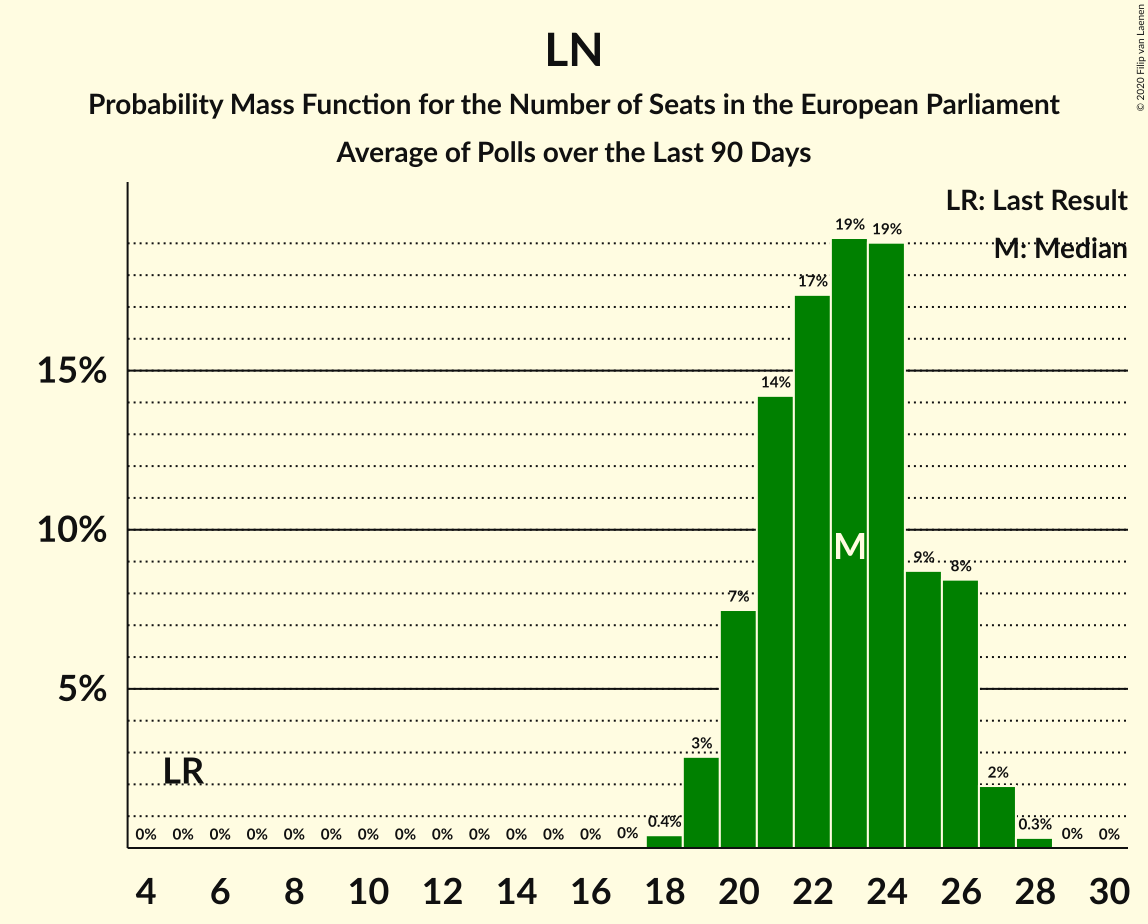 LN
Probability Mass Function for the Number of Seats in the European Parliament
Average of Polls over the Last 90 Days
© 2020 Filip van Laenen
LR: Last Result
M: Median
15%
10%
5%
0% 0% 0% 0% 0% 0% 0% 0% 0% 0% 0% 0% 0% 0% 0.4% 3% 7% 14% 17% 19% 19% 9% 8% 2% 0.3% 0% 0%
LR
M
4 6 8 10 12 14 16 18 20 22 24 26 28 30